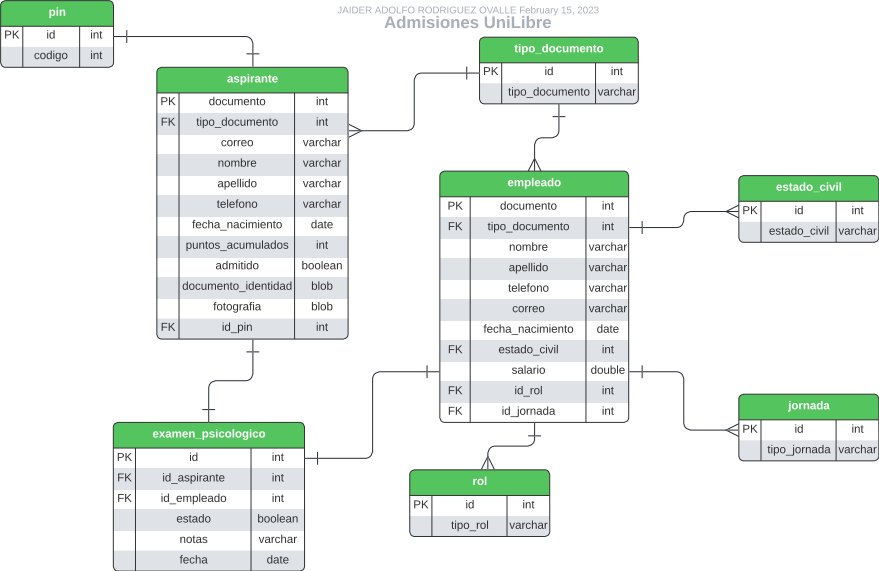 JAIDER ADOLFO RODRIGUEZ OVALLE February 15, 2023
Admisiones UniLibre
pin
PK id int
codigo int
aspirante
PK documento int
FK tipo_documento int
correo varchar
nombre varchar
apellido varchar
telefono varchar
fecha_nacimiento date
puntos_acumulados int
admitido boolean
documento_identidad blob
fotografia blob
FK id_pin int
tipo_documento
PK id int
tipo_documento varchar
empleado
PK documento int
FK tipo_documento int
nombre varchar
apellido varchar
telefono varchar
correo varchar
fecha_nacimiento date
FK estado_civil int
salario double
FK id_rol int
FK id_jornada int
estado_civil
PK id int
estado_civil varchar
jornada
PK id int
tipo_jornada varchar
examen_psicologico
PK id int
FK id_aspirante int
FK id_empleado int
estado boolean
notas varchar
fecha date
rol
PK id int
tipo_rol varchar